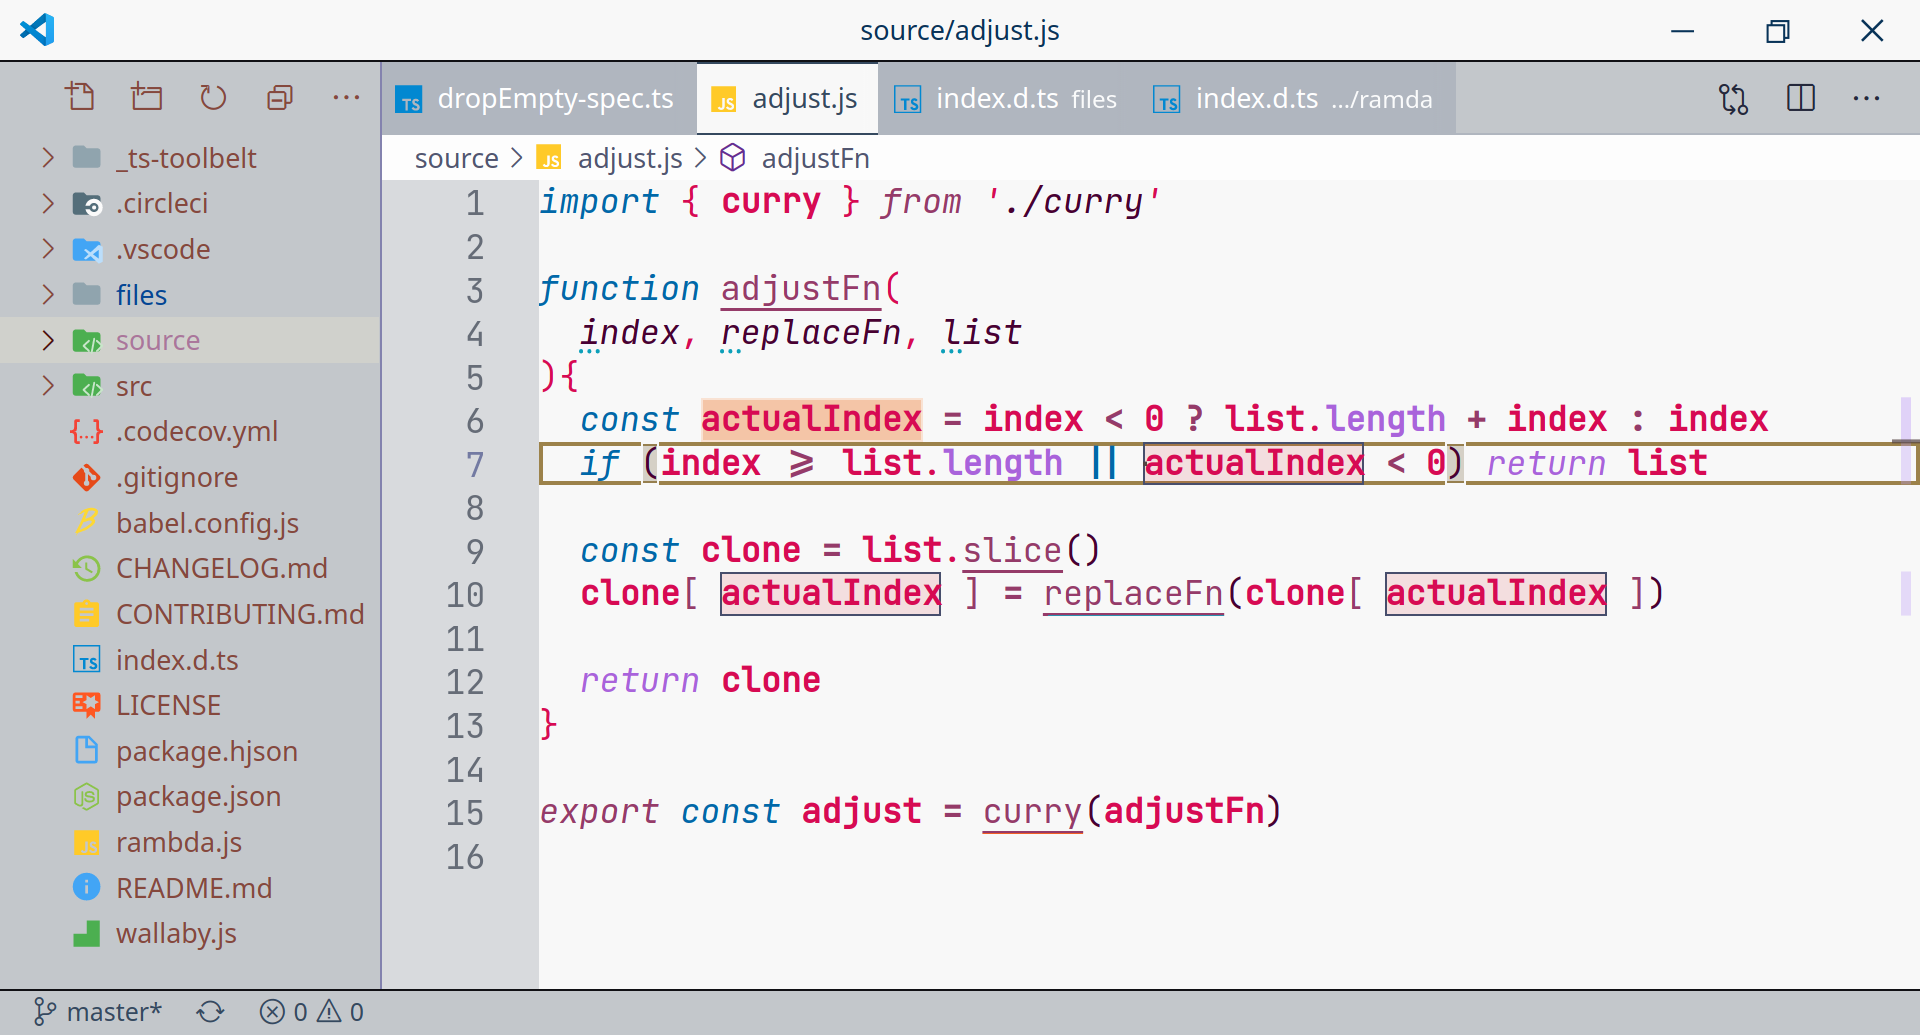 source/adjust.js
dropEmpty-spec.ts
adjust.js
index.d.ts files
index.d.ts .../ramda
source > adjust.js > adjustFn
_ts-toolbelt
.circleci
.vscode
files
source
src
.codecov.yml
.gitignore
babel.config.js
CHANGELOG.md
CONTRIBUTING.md
index.d.ts
LICENSE
package.hjson
package.json
rambda.js
README.md
wallaby.js
1 import { curry } from './curry'
2
3 function adjustFn(
4   index, replaceFn, list
5 ){
6   const actualIndex = index < 0 ? list.length + index : index
7   if (index >= list.length || actualIndex < 0) return list
8
9   const clone = list.slice()
10   clone[ actualIndex ] = replaceFn(clone[ actualIndex ])
11
12   return clone
13 }
14
15 export const adjust = curry(adjustFn)
16
master* 0 0